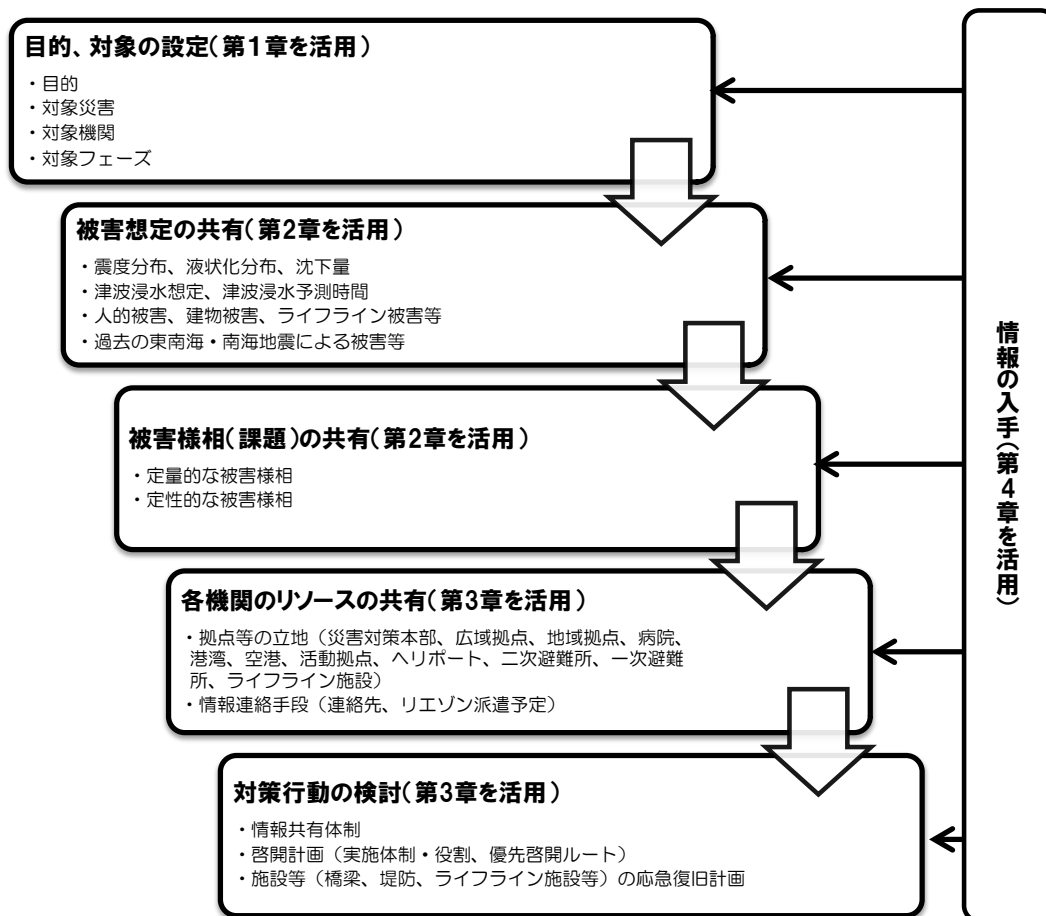 目的、対象の設定(第1章を活用)
・目的
・対象災害
・対象機関
・対象フェーズ
被害想定の共有(第2章を活用)
・震度分布、液状化分布、沈下量
・津波浸水想定、津波浸水予測時間
・人的被害、建物被害、ライフライン被害等
・過去の東南海・南海地震による被害等
被害様相(課題)の共有(第2章を活用)
・定量的な被害様相
・定性的な被害様相
各機関のリソースの共有(第3章を活用)
・拠点等の立地（災害対策本部、広域拠点、地域拠点、病院、
港湾、空港、活動拠点、ヘリポート、二次避難所、一次避難
所、ライフライン施設）
・情報連絡手段（連絡先、リエゾン派遣予定）
対策行動の検討(第3章を活用)
・情報共有体制
・啓開計画（実施体制・役割、優先啓開ルート）
・施設等（橋梁、堤防、ライフライン施設等）の応急復旧計画
情報の入手(第4章を活用)